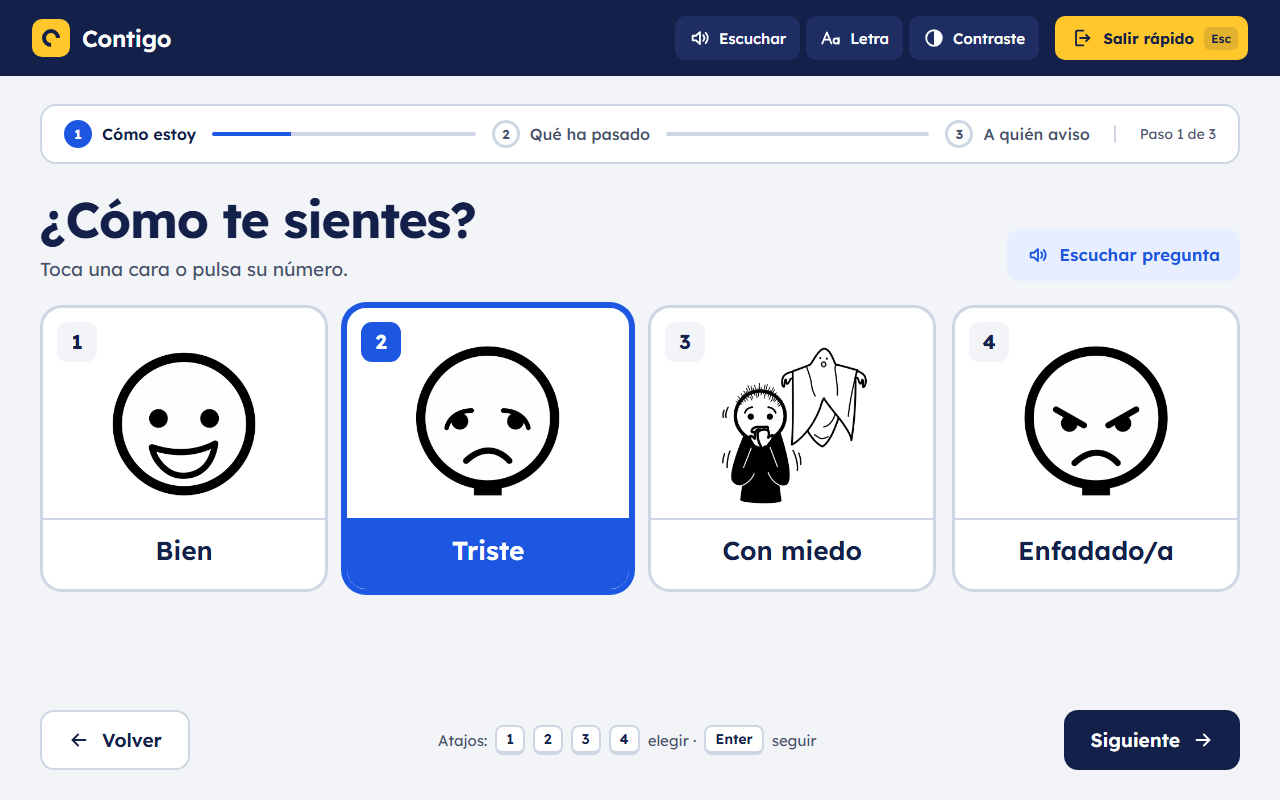 Contigo
Escuchar
Letra
Contraste
Salir rápido Esc
1 Cómo estoy
2 Qué ha pasado
3 A quién aviso
Paso 1 de 3
¿Cómo te sientes?
Toca una cara o pulsa su número.
Escuchar pregunta
1
Bien
2
Triste
3
Con miedo
4
Enfadado/a
Volver
Atajos: 1 2 3 4 elegir · Enter seguir
Siguiente